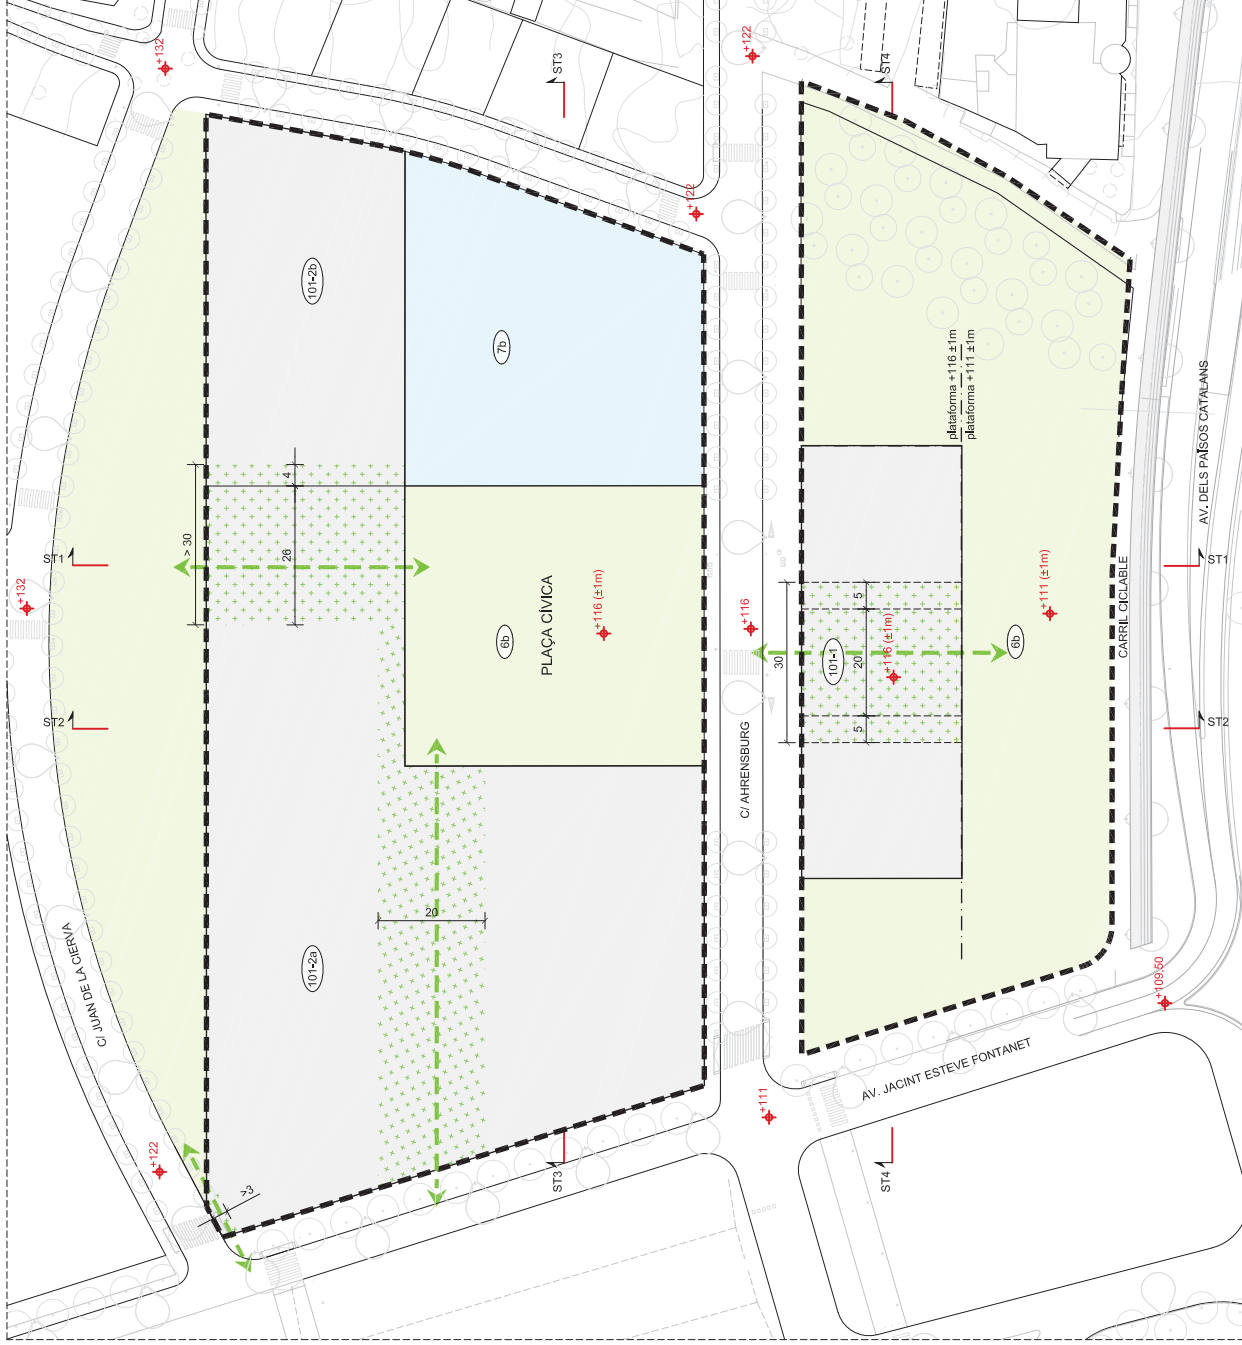 +132
+122
ST3
ST4
+122
101-2b
7b
plataforma +116 ±1m
plataforma +111 ±1m
AV. DELS PAÏSOS CATALANS
4
> 30
26
ST1
+132
PLAÇA CÍVICA
+116 (±1m)
6b
+116
30
5
20
5
101-1
+116 (±1m)
6b
+111 (±1m)
CARRIL CICLABLE
ST1
ST2
ST2
C/ AHRENSBURG
C/ JUAN DE LA CIERVA
101-2a
20
+109.50
AV. JACINT ESTEVE FONTANET
+111
+122
>3
ST3
ST4